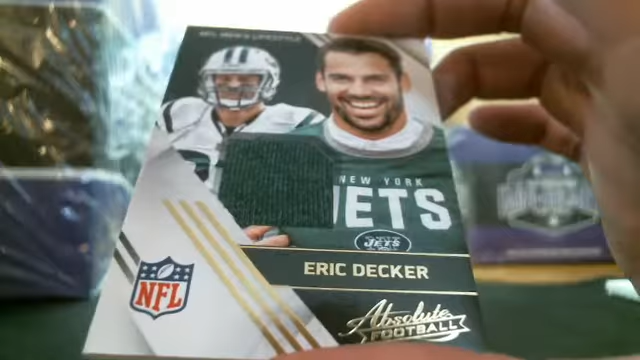 NEW YORK
JETS
JETS
ERIC DECKER
NFL
Absolute
FOOTBALL